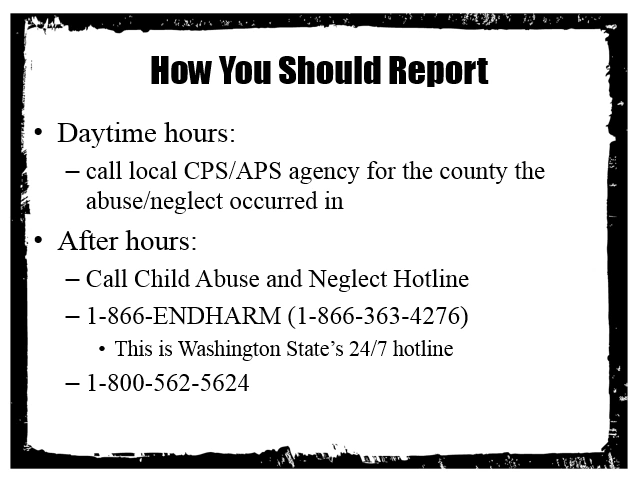 How You Should Report
• Daytime hours:
– call local CPS/APS agency for the county the
abuse/neglect occurred in
• After hours:
– Call Child Abuse and Neglect Hotline
– 1-866-ENDHARM (1-866-363-4276)
• This is Washington State’s 24/7 hotline
– 1-800-562-5624